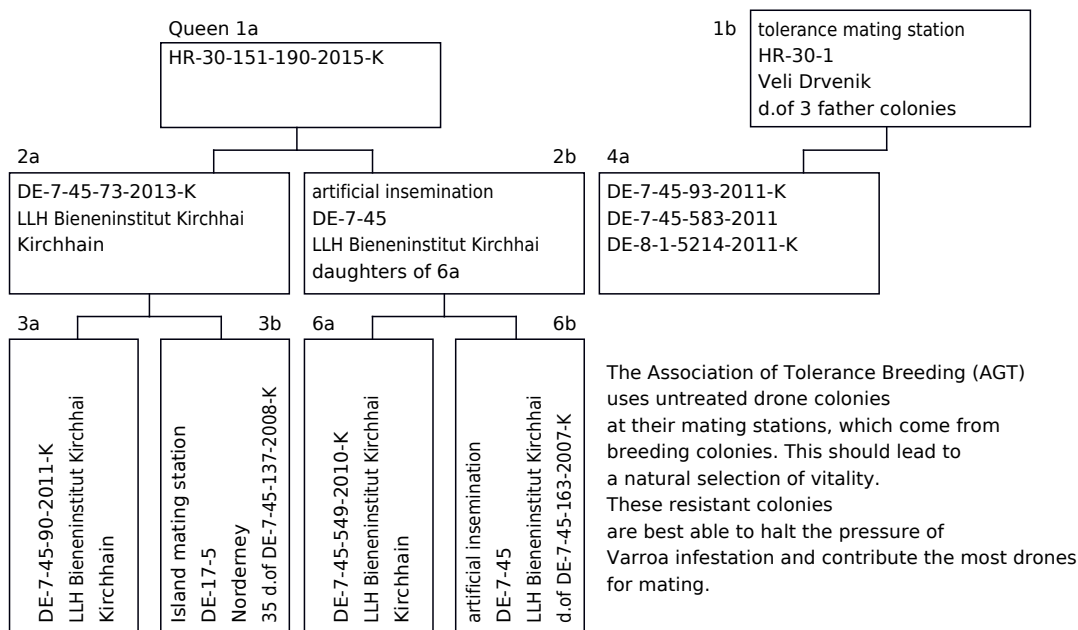 Queen 1a
HR-30-151-190-2015-K
1b
tolerance mating station
HR-30-1
Veli Drvenik
d.of 3 father colonies
2a
DE-7-45-73-2013-K
LLH Bieneninstitut Kirchhai
Kirchhain
2b
artificial insemination
DE-7-45
LLH Bieneninstitut Kirchhai
daughters of 6a
4a
DE-7-45-93-2011-K
DE-7-45-583-2011
DE-8-1-5214-2011-K
3a
DE-7-45-90-2011-K
LLH Bieneninstitut Kirchhai
Kirchhain
3b
Island mating station
DE-17-5
Norderney
35 d.of DE-7-45-137-2008-K
6a
DE-7-45-549-2010-K
LLH Bieneninstitut Kirchhai
Kirchhain
6b
artificial insemination
DE-7-45
LLH Bieneninstitut Kirchhai
d.of DE-7-45-163-2007-K
The Association of Tolerance Breeding (AGT)
uses untreated drone colonies
at their mating stations, which come from
breeding colonies. This should lead to
a natural selection of vitality.
These resistant colonies
are best able to halt the pressure of
Varroa infestation and contribute the most drones
for mating.